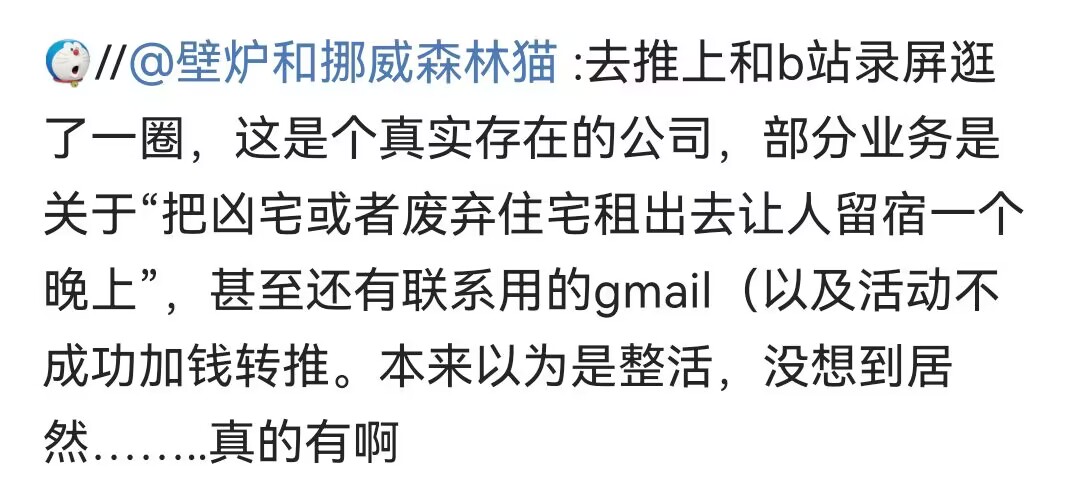 //@壁炉和挪威森林猫 :去推上和b站录屏逛
了一圈，这是个真实存在的公司，部分业务是
关于“把凶宅或者废弃住宅租出去让人留宿一个
晚上”，甚至还有联系用的gmail（以及活动不
成功加钱转推。本来以为是整活，没想到居
然……..真的有啊